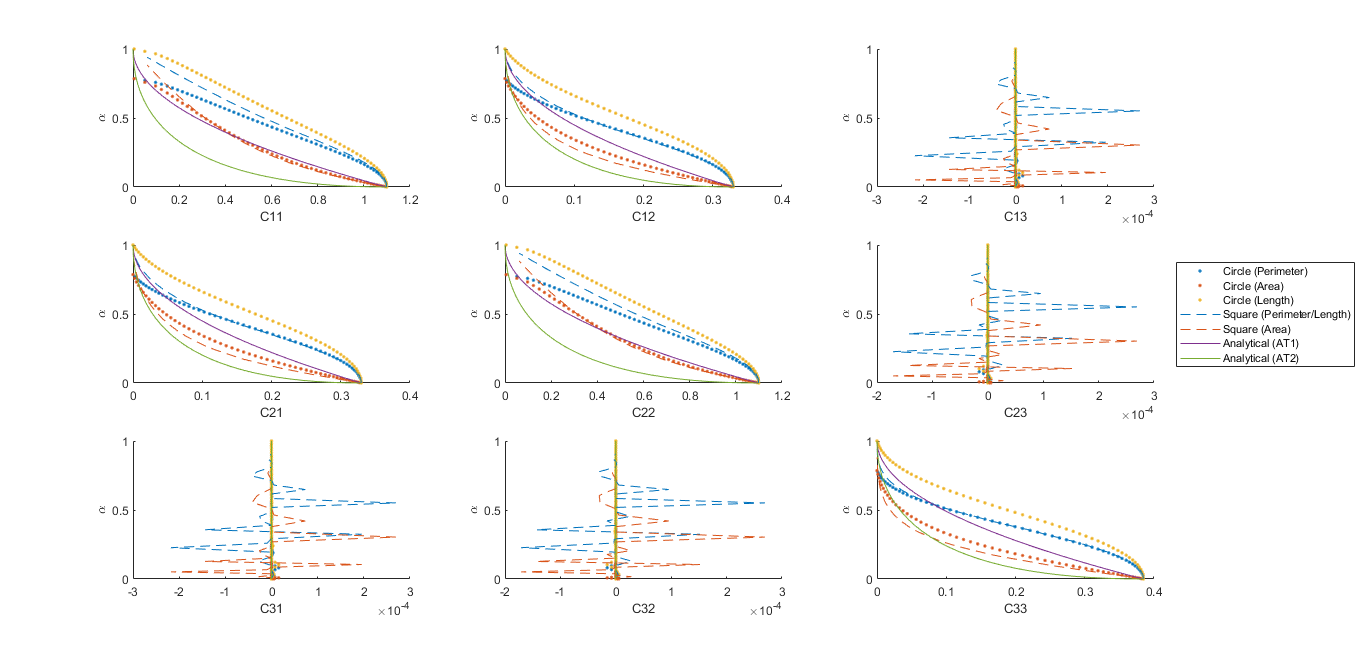 1
0.5
0
α
0 0.2 0.4 0.6 0.8 1 1.2
C11
1
0.5
0
α
0 0.1 0.2 0.3 0.4
C12
1
0.5
0
α
-3 -2 -1 0 1 2 3
×10-4
C13
1
0.5
0
α
0 0.1 0.2 0.3 0.4
C21
1
0.5
0
α
0 0.2 0.4 0.6 0.8 1 1.2
C22
1
0.5
0
α
-2 -1 0 1 2 3
×10-4
C23
Circle (Perimeter)
Circle (Area)
Circle (Length)
Square (Perimeter/Length)
Square (Area)
Analytical (AT1)
Analytical (AT2)
1
0.5
0
α
-3 -2 -1 0 1 2 3
×10-4
C31
1
0.5
0
α
-2 -1 0 1 2 3
×10-4
C32
1
0.5
0
α
0 0.1 0.2 0.3 0.4
C33